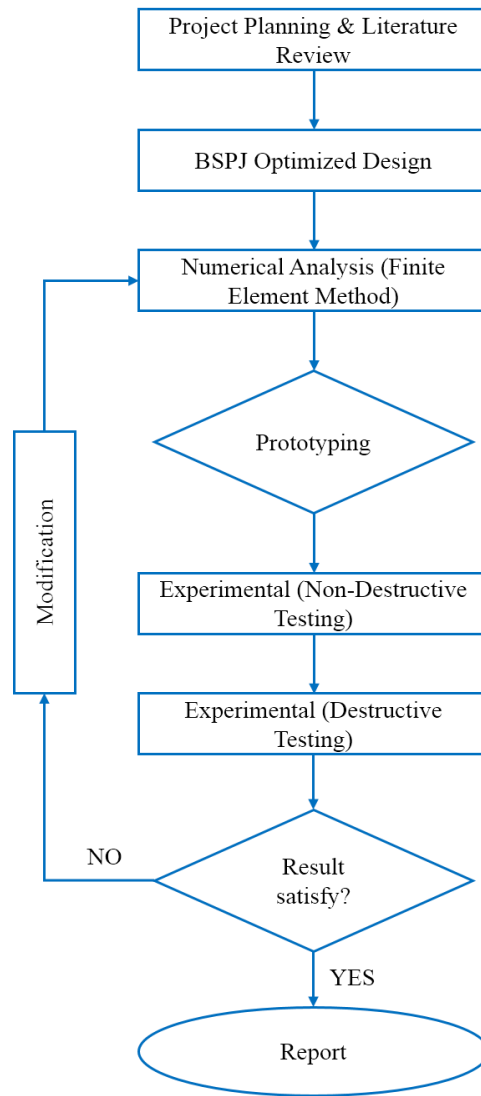 Project Planning & Literature
Review
BSPJ Optimized Design
Numerical Analysis (Finite
Element Method)
Prototyping
Modification
Experimental (Non-Destructive
Testing)
Experimental (Destructive
Testing)
NO
Result
satisfy?
YES
Report